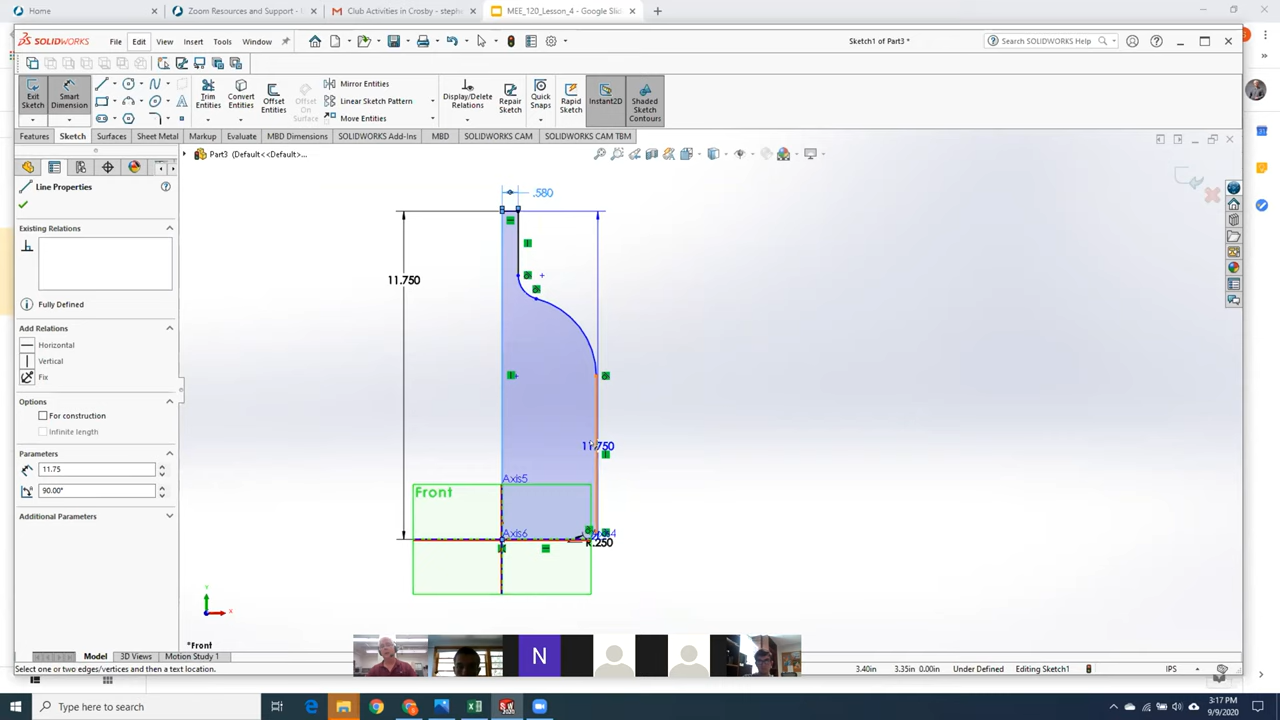 Home
Zoom Resources and Support - 
Club Activities in Crosby - steph
MEE_120_Lesson_4 - Google Slid
SOLIDWORKS
File Edit View Insert Tools Window
Sketch1 of Part3 *
Search SOLIDWORKS Help
Exit Sketch
Smart Dimension
Trim Entities
Convert Entities
Offset Entities
Offset On Surface
Mirror Entities
Linear Sketch Pattern
Move Entities
Display/Delete Relations
Repair Sketch
Quick Snaps
Rapid Sketch
Instant2D
Shaded Sketch Contours
Features Sketch Surfaces Sheet Metal Markup Evaluate MBD Dimensions SOLIDWORKS Add-Ins MBD SOLIDWORKS CAM SOLIDWORKS CAM TBM
Part3 (Default<<Default>...
Line Properties
Existing Relations
Fully Defined
Add Relations
Horizontal
Vertical
Fix
Options
For construction
Infinite length
Parameters
11.75
90.00°
Additional Parameters
.580
11.750
11.750
Axis5
Front
Axis6
R.250
Y
X
*Front
N
Model 3D Views Motion Study 1
Select one or two edges/vertices and then a text location.
3.40in 3.35in 0.00in Under Defined Editing Sketch1 IPS
Type here to search
3:17 PM
9/9/2020